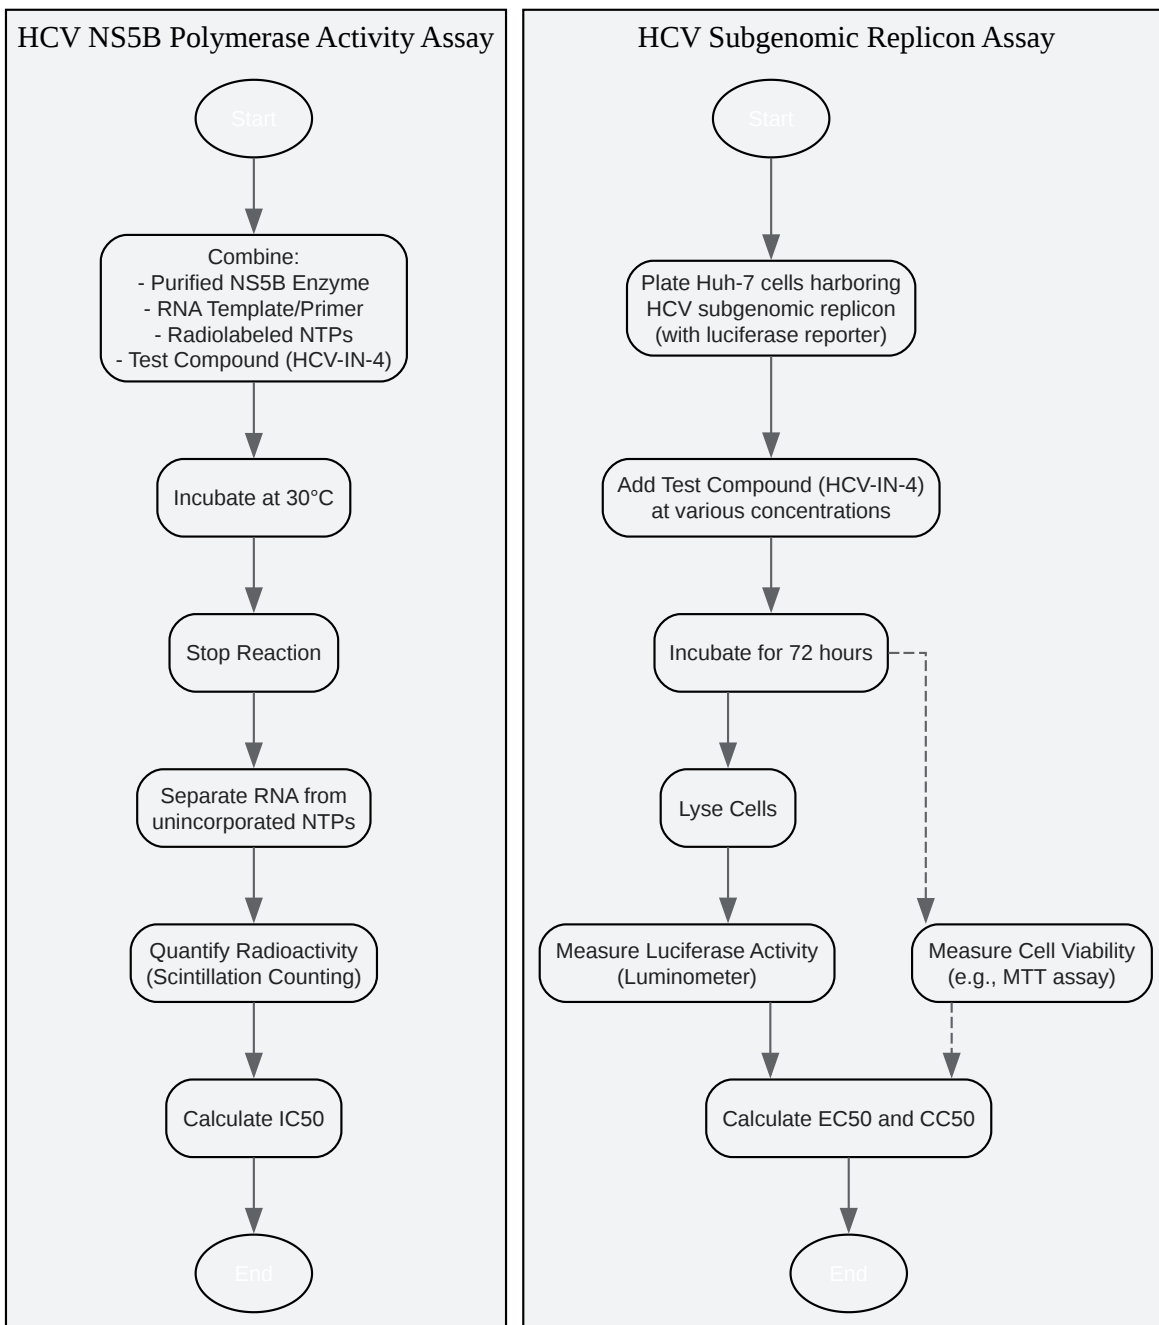 HCV NS5B Polymerase Activity Assay
Start
Combine:
- Purified NS5B Enzyme
- RNA Template/Primer
- Radiolabeled NTPs
- Test Compound (HCV-IN-4)
Incubate at 30°C
Stop Reaction
Separate RNA from
unincorporated NTPs
Quantify Radioactivity
(Scintillation Counting)
Calculate IC50
End
HCV Subgenomic Replicon Assay
Start
Plate Huh-7 cells harboring
HCV subgenomic replicon
(with luciferase reporter)
Add Test Compound (HCV-IN-4)
at various concentrations
Incubate for 72 hours
Lyse Cells
Measure Luciferase Activity
(Luminometer)
Measure Cell Viability
(e.g., MTT assay)
Calculate EC50 and CC50
End